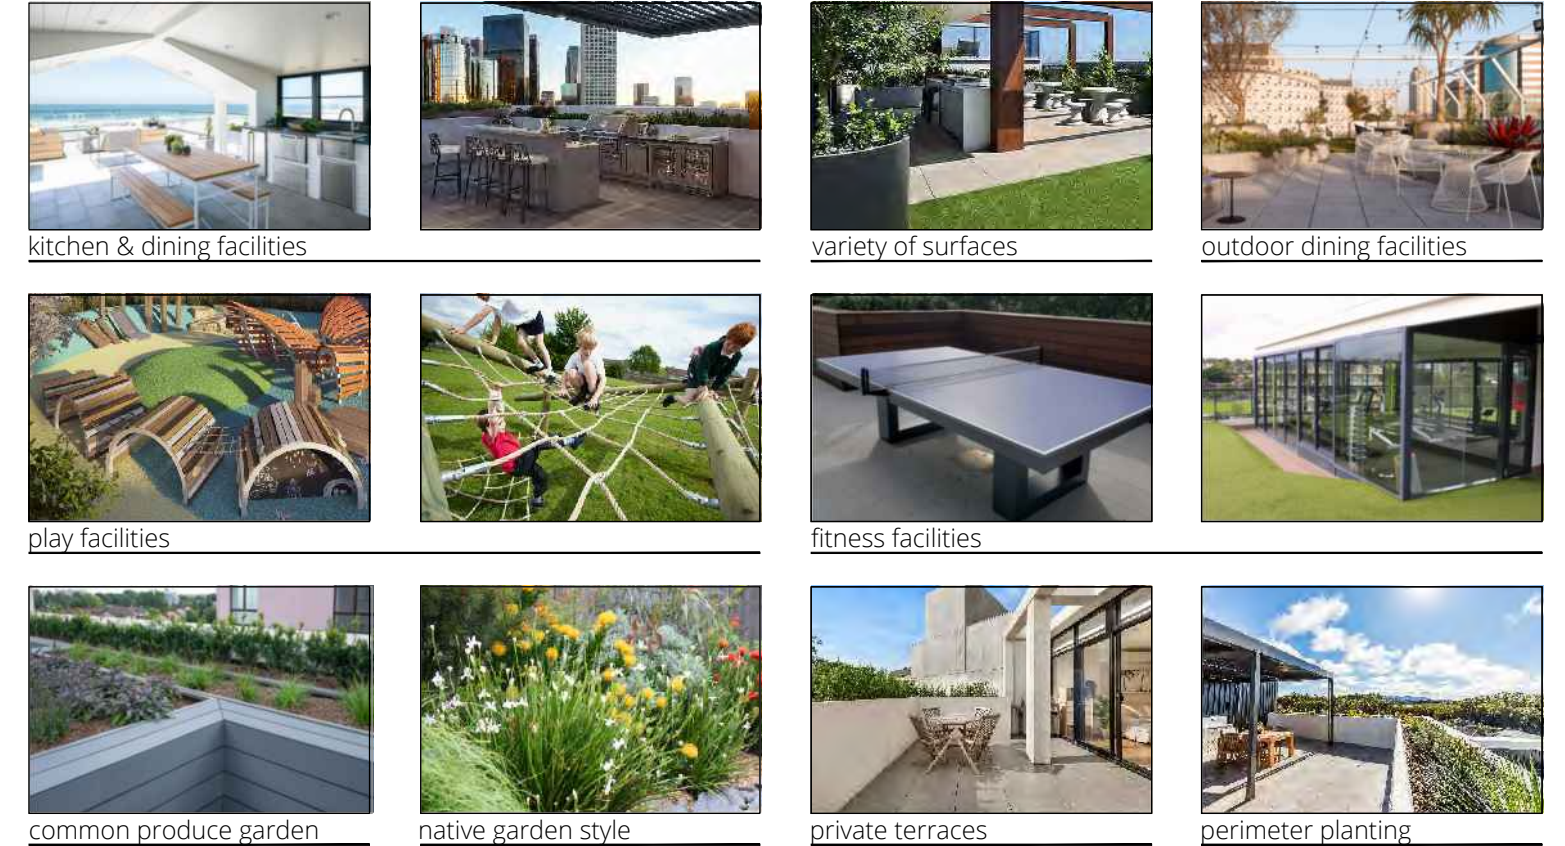 kitchen & dining facilities
variety of surfaces
outdoor dining facilities
play facilities
fitness facilities
common produce garden
native garden style
private terraces
perimeter planting